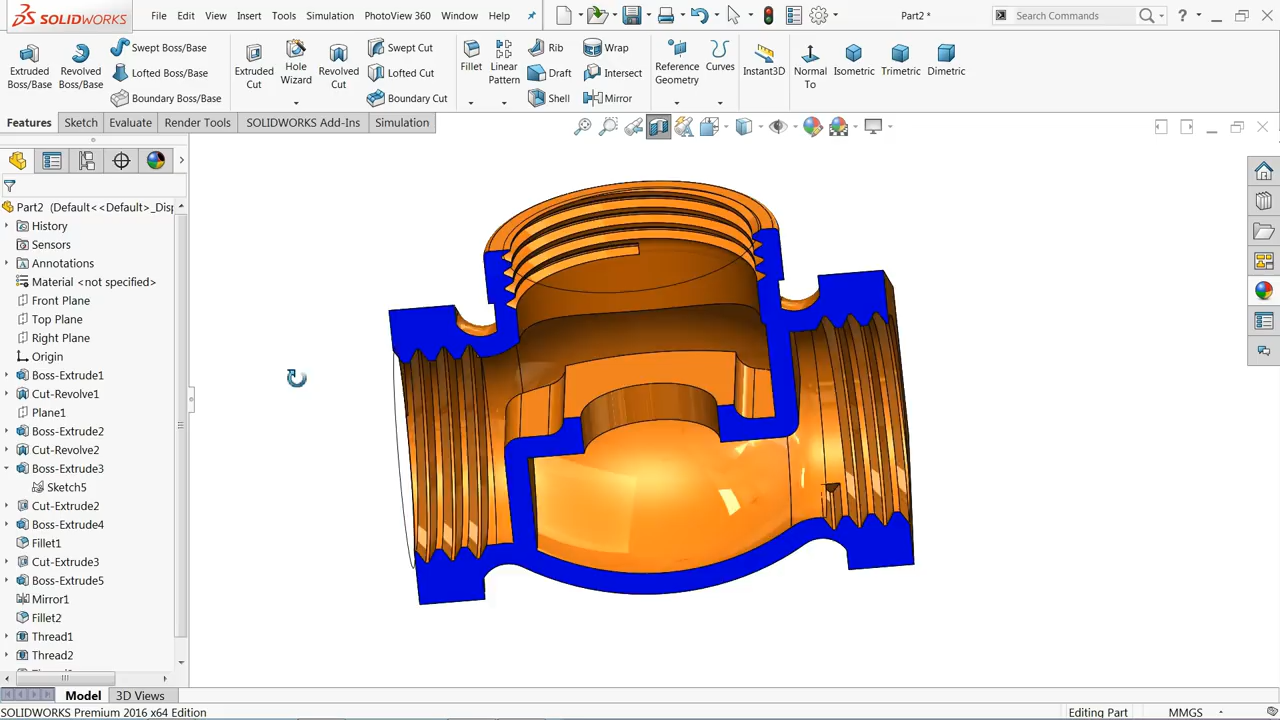 SOLIDWORKS File Edit View Insert Tools Simulation PhotoView 360 Window Help Part2 * Search Commands ?
Extruded Boss/Base
Revolved Boss/Base
Swept Boss/Base
Lofted Boss/Base
Boundary Boss/Base
Extruded Cut
Hole Wizard
Revolved Cut
Swept Cut
Lofted Cut
Boundary Cut
Fillet
Linear Pattern
Rib
Draft
Shell
Wrap
Intersect
Mirror
Reference Geometry
Curves
Instant3D
Normal To
Isometric
Trimetric
Dimetric
Features Sketch Evaluate Render Tools SOLIDWORKS Add-Ins Simulation
Part2 (Default<<Default>_Disp
History
Sensors
Annotations
Material <not specified>
Front Plane
Top Plane
Right Plane
Origin
Boss-Extrude1
Cut-Revolve1
Plane1
Boss-Extrude2
Cut-Revolve2
Boss-Extrude3
Sketch5
Cut-Extrude2
Boss-Extrude4
Fillet1
Cut-Extrude3
Boss-Extrude5
Mirror1
Fillet2
Thread1
Thread2
Model 3D Views
SOLIDWORKS Premium 2016 x64 Edition Editing Part MMGS